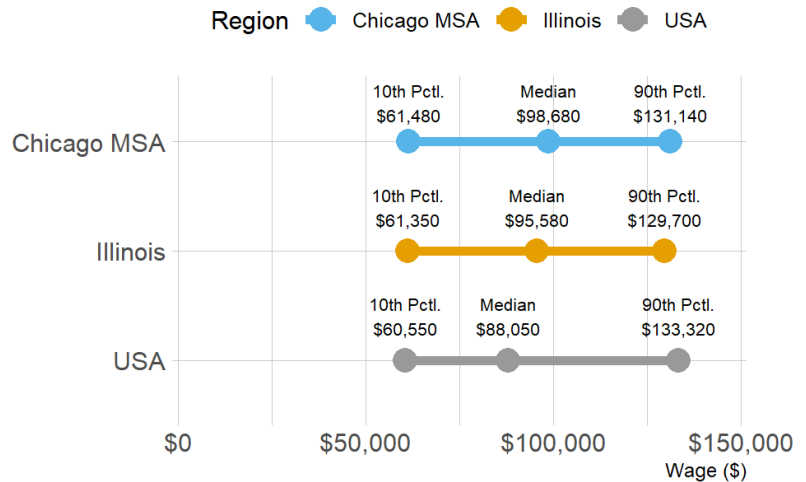 Region Chicago MSA Illinois USA
10th Pctl. Median 90th Pctl.
$61,480 $98,680 $131,140
Chicago MSA
10th Pctl. Median 90th Pctl.
$61,350 $95,580 $129,700
Illinois
10th Pctl. Median 90th Pctl.
$60,550 $88,050 $133,320
USA
$0 $50,000 $100,000 $150,000
Wage ($)